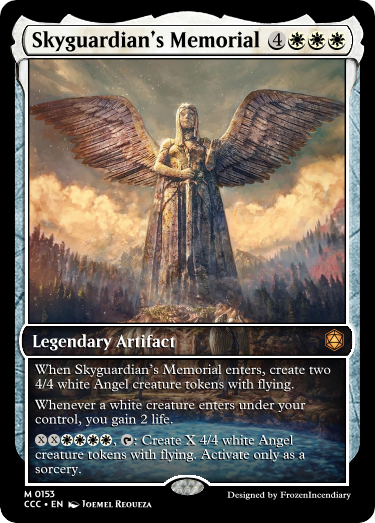 Skyguardian's Memorial 4
Legendary Artifact
When Skyguardian's Memorial enters, create two
4/4 white Angel creature tokens with flying.
Whenever a white creature enters under your
control, you gain 2 life.
XX, : Create X 4/4 white Angel
creature tokens with flying. Activate only as a
sorcery.
M 0153
CCC • EN Joemel Requeza
Designed by FrozenIncendiary